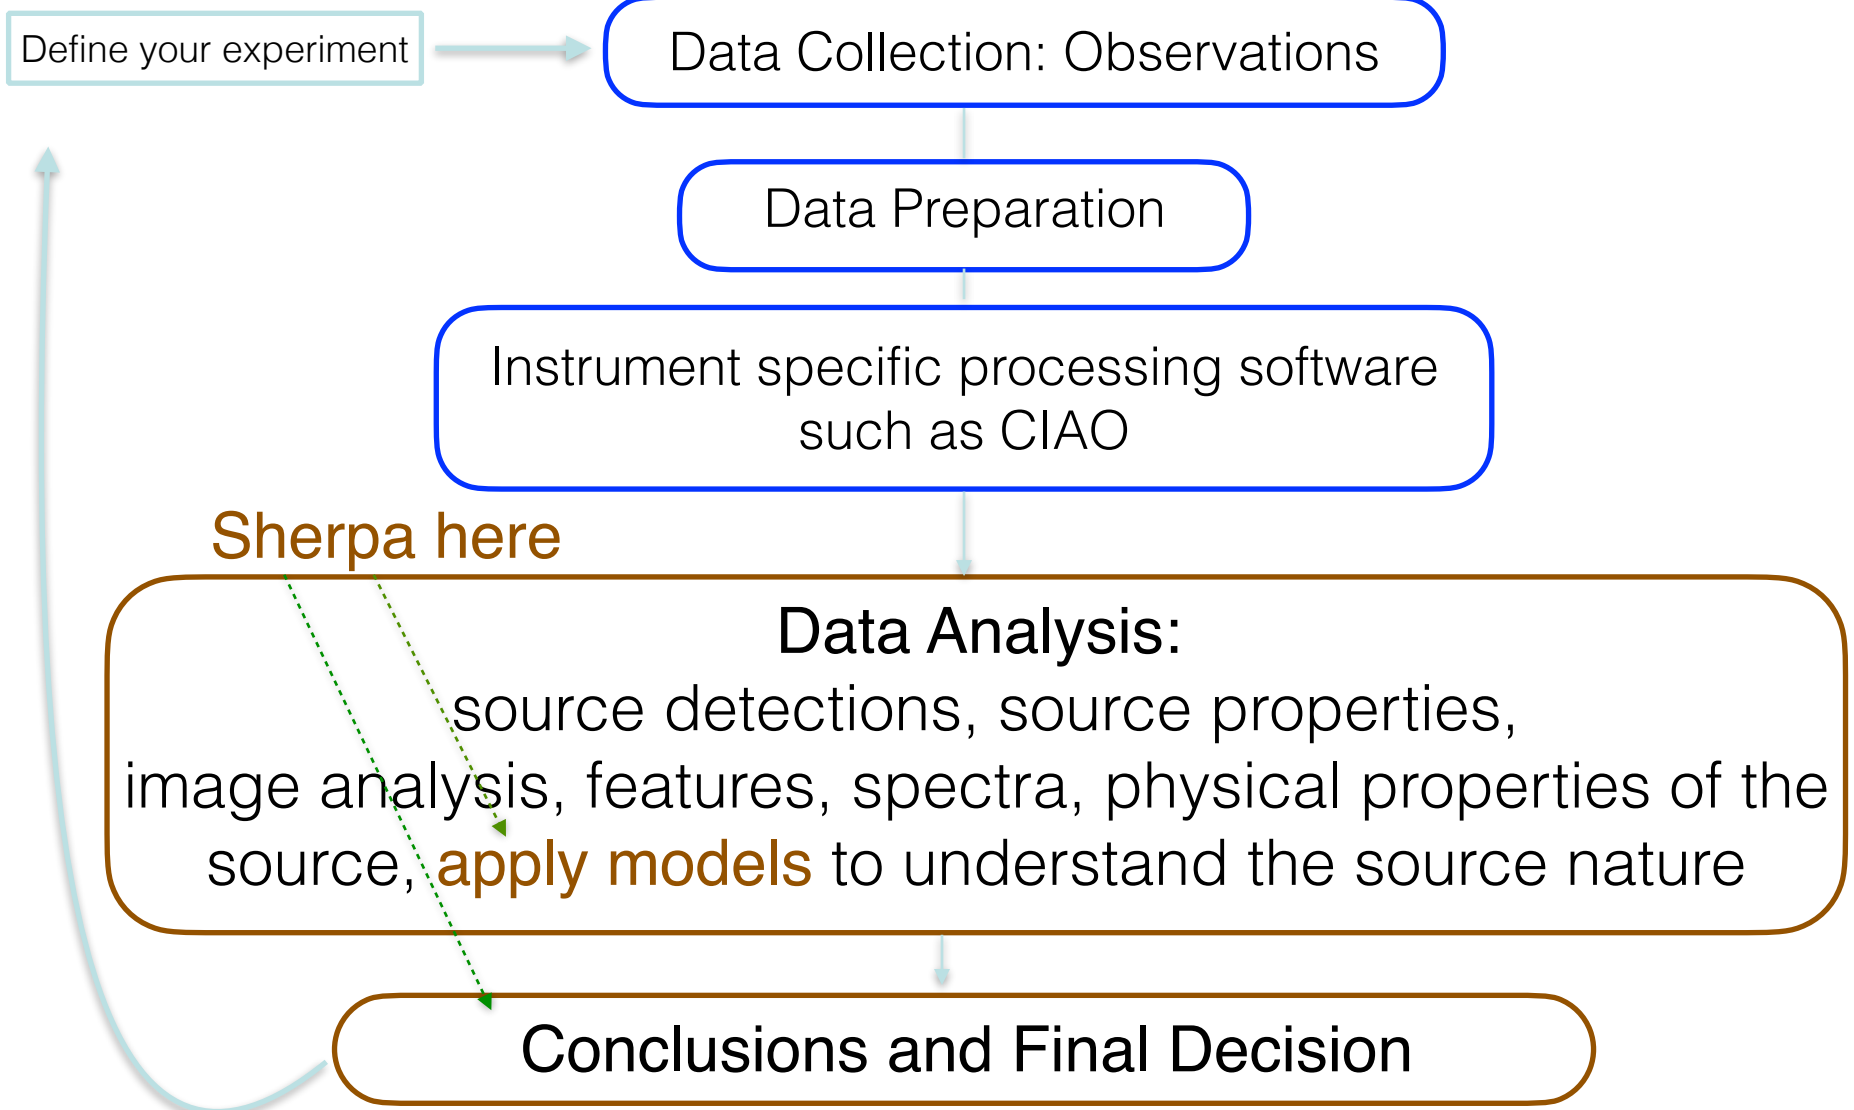 Define your experiment
Data Collection: Observations
Data Preparation
Instrument specific processing software
such as CIAO
Sherpa here
Data Analysis:
source detections, source properties,
image analysis, features, spectra, physical properties of the
source, apply models to understand the source nature
Conclusions and Final Decision